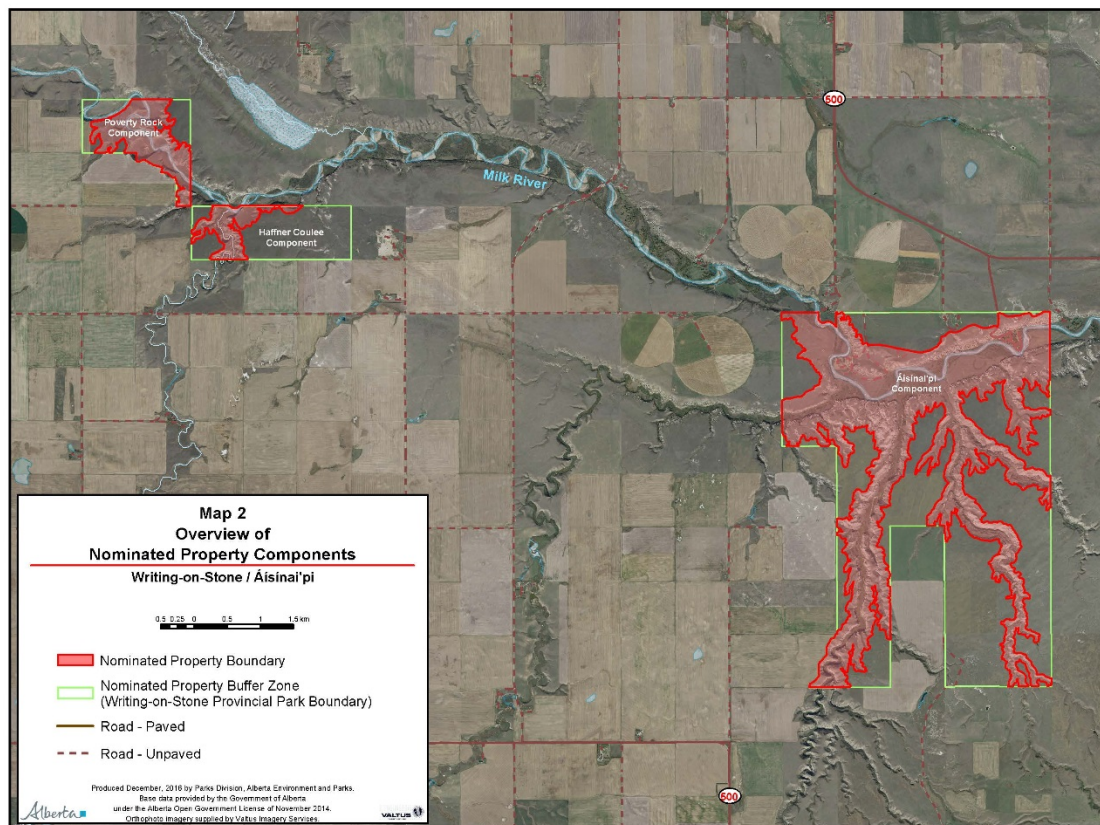 500
Poverty Rock
Component
Milk River
Haffner Coulee
Component
Áísínai'pi
Component
Map 2
Overview of
Nominated Property Components
Writing-on-Stone / Áísínai'pi
0.5 0.25 0 0.5 1 1.5 km
Nominated Property Boundary
Nominated Property Buffer Zone
(Writing-on-Stone Provincial Park Boundary)
Road - Paved
Road - Unpaved
Produced December, 2016 by Parks Division, Alberta Environment and Parks.
Base data provided by the Government of Alberta
under the Alberta Open Government License of November 2014.
Orthophoto imagery supplied by Valtus Imagery Services.
Alberta
VALTUS
500